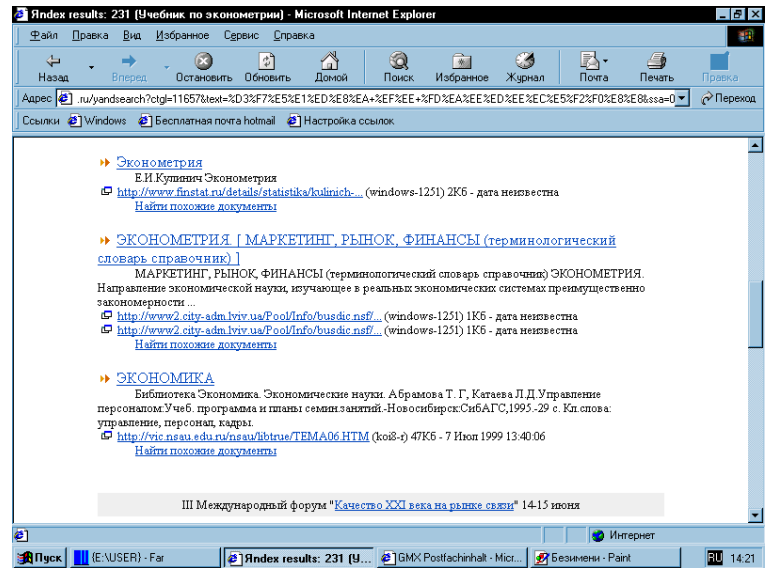 Яndex results: 231 (Учебник по эконометрии) - Microsoft Internet Explorer
Файл Правка Вид Избранное Сервис Справка
Назад Вперед Остановить Обновить Домой Поиск Избранное Журнал Почта Печать Правка
Адрес .ru/yandsearch?ctgl=11657&text=%D3%F7%E5%E1%ED%E8%EA+%EF%EE+%FD%EA%EE%ED%EE%EC%E5%F2%F0%E8%E8&ssa=0 Переход
Ссылки Windows Бесплатная почта hotmail Настройка ссылок
Эконометрия
Е.И.Кулинич Эконометрия
http://www.finstat.ru/details/statistika/kulinich-... (windows-1251) 2Кб - дата неизвестна
Найти похожие документы
ЭКОНОМЕТРИЯ. [ МАРКЕТИНГ, РЫНОК, ФИНАНСЫ (терминологический
словарь справочник) ]
МАРКЕТИНГ, РЫНОК, ФИНАНСЫ (терминологический словарь справочник) ЭКОНОМЕТРИЯ.
Направление экономической науки, изучающее в реальных экономических системах преимущественно
закономерности ...
http://www2.city-adm.lviv.ua/Pool/Info/busdic.nsf/... (windows-1251) 1Кб - дата неизвестна
http://www2.city-adm.lviv.ua/Pool/Info/busdic.nsf/... (windows-1251) 1Кб - дата неизвестна
Найти похожие документы
ЭКОНОМИКА
Библиотека Экономика. Экономические науки. Абрамова Т. Г, Катаева Л.Д.Управление
персоналом:Учеб. программа и планы семин.занятий.-Новосибирск:СибАГС,1995.-29 с. Кл.слова:
управление, персонал, кадры.
http://vic.nsau.edu.ru/nsau/libtrue/TEMA06.HTM (koi8-r) 47Кб - 7 Июл 1999 13:40:06
Найти похожие документы
III Международный форум "Качество XXI века на рынке связи" 14-15 июня
Интернет
Пуск {E:\USER} - Far Яndex results: 231 (У... GMX Postfachinhalt - Micr... Безимени - Paint RU 14:21